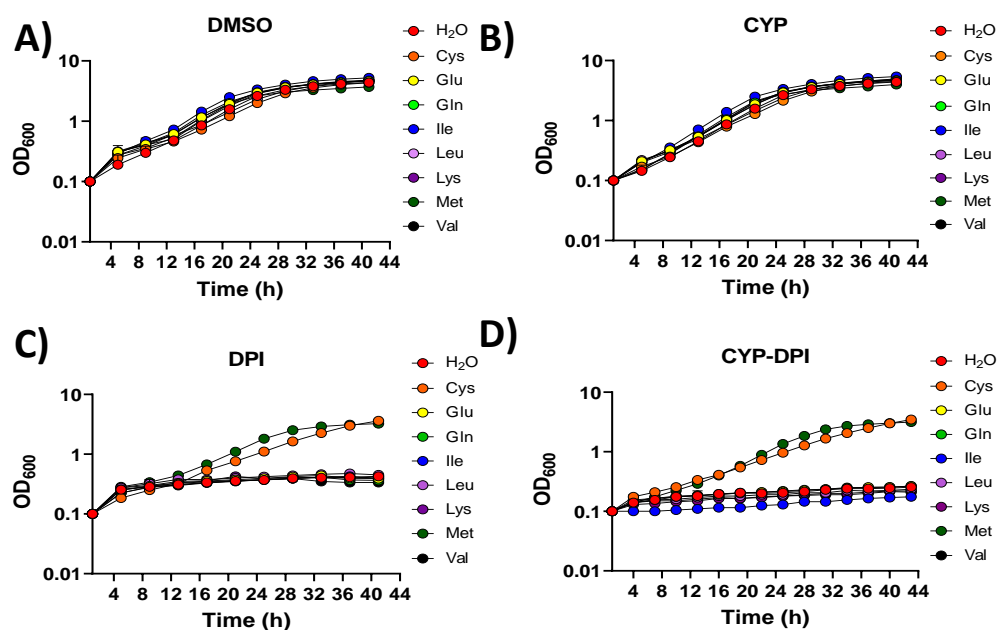 A)
DMSO
OD600
10
1
0.1
0.01
4 8 12 16 20 24 28 32 36 40 44
Time (h)
H2O
Cys
Glu
Gln
Ile
Leu
Lys
Met
Val
B)
CYP
OD600
10
1
0.1
0.01
4 8 12 16 20 24 28 32 36 40 44
Time (h)
H2O
Cys
Glu
Gln
Ile
Leu
Lys
Met
Val
C)
DPI
OD600
10
1
0.1
0.01
4 8 12 16 20 24 28 32 36 40 44
Time (h)
H2O
Cys
Glu
Gln
Ile
Leu
Lys
Met
Val
D)
CYP-DPI
OD600
10
1
0.1
0.01
4 8 12 16 20 24 28 32 36 40 44
Time (h)
H2O
Cys
Glu
Gln
Ile
Leu
Lys
Met
Val